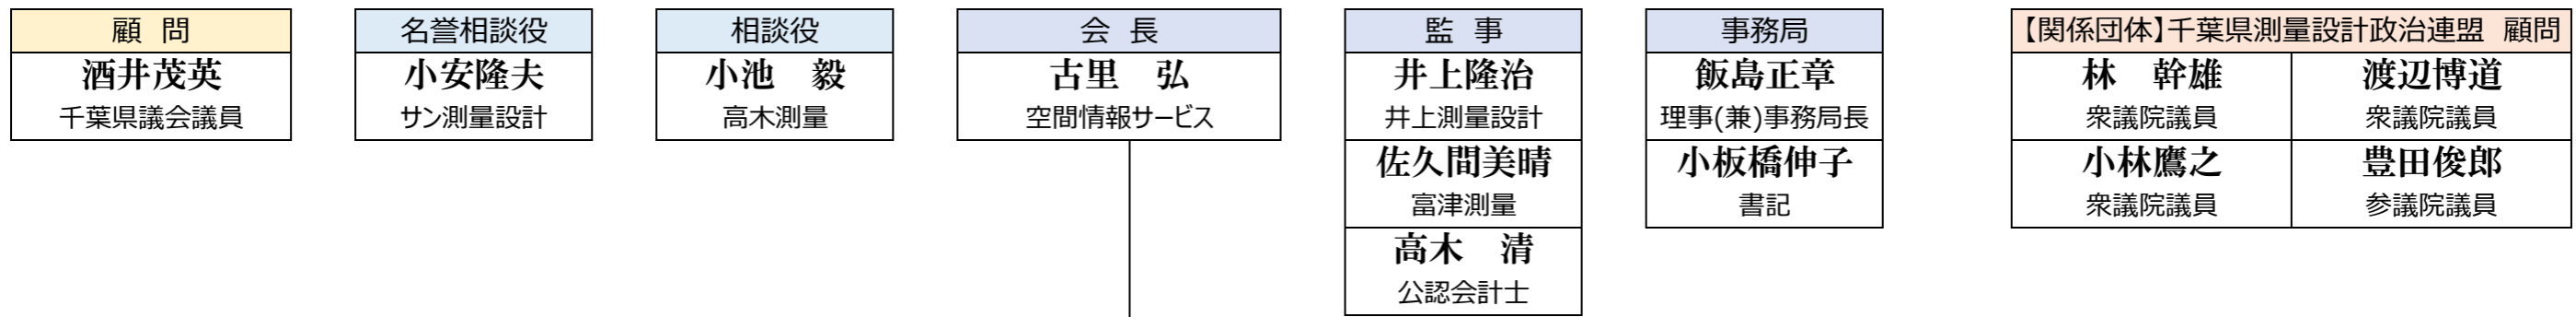 顧　問
酒井茂英
千葉県議会議員
名誉相談役
小安隆夫
サン測量設計
相談役
小池　毅
高木測量
会　長
古里　弘
空間情報サービス
監　事
井上隆治
井上測量設計
佐久間美晴
富津測量
高木　清
公認会計士
事務局
飯島正章
理事(兼)事務局長
小板橋伸子
書記
【関係団体】千葉県測量設計政治連盟　顧問
林　幹雄
衆議院議員
渡辺博道
衆議院議員
小林鷹之
衆議院議員
豊田俊郎
参議院議員